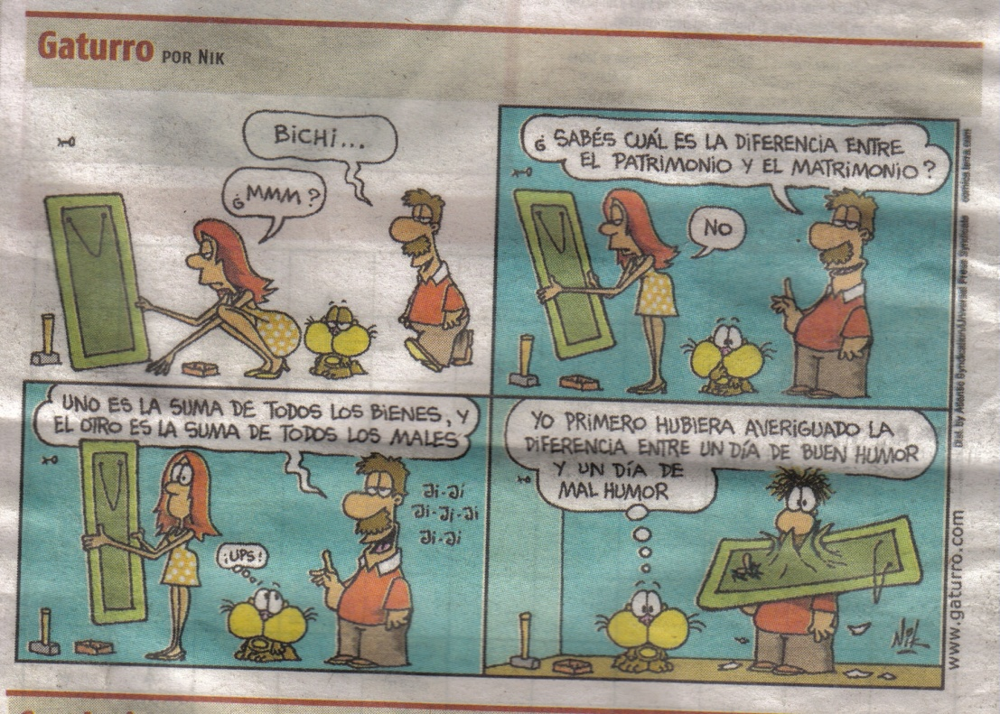 Gaturro POR NIK
BICHI...
¿MMM?
¿SABÉS CUÁL ES LA DIFERENCIA ENTRE
EL PATRIMONIO Y EL MATRIMONIO?
NO
UNO ES LA SUMA DE TODOS LOS BIENES, Y
EL OTRO ES LA SUMA DE TODOS LOS MALES
JI-JI
JI-JI-JI
JI-JI
¡UPS!
YO PRIMERO HUBIERA AVERIGUADO LA
DIFERENCIA ENTRE UN DÍA DE BUEN HUMOR
Y UN DÍA DE
MAL HUMOR
NIK
Dist. by Atlantic Syndication/Universal Press Syndicate comics.terra.com
www.gaturro.com